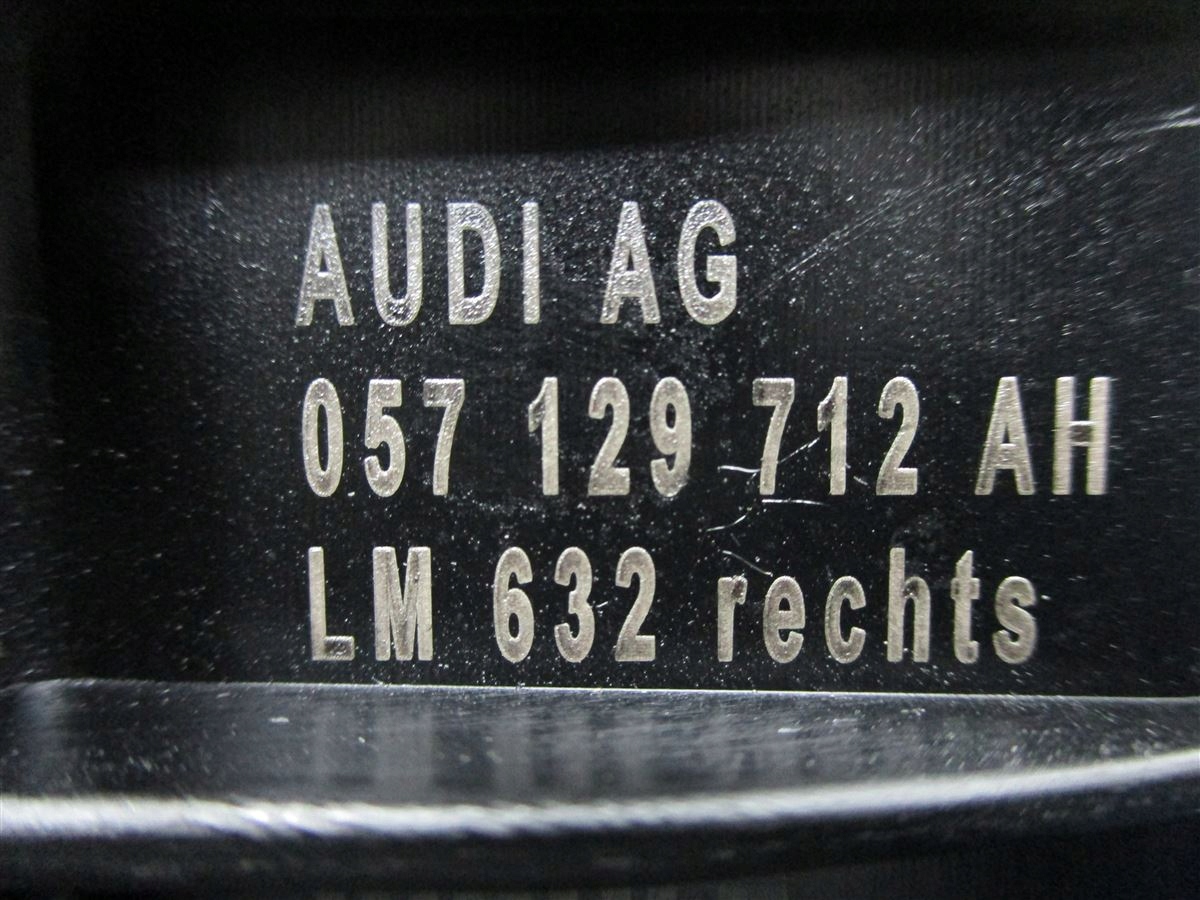 AUDI AG
057 129 712 AH
LM 632 rechts